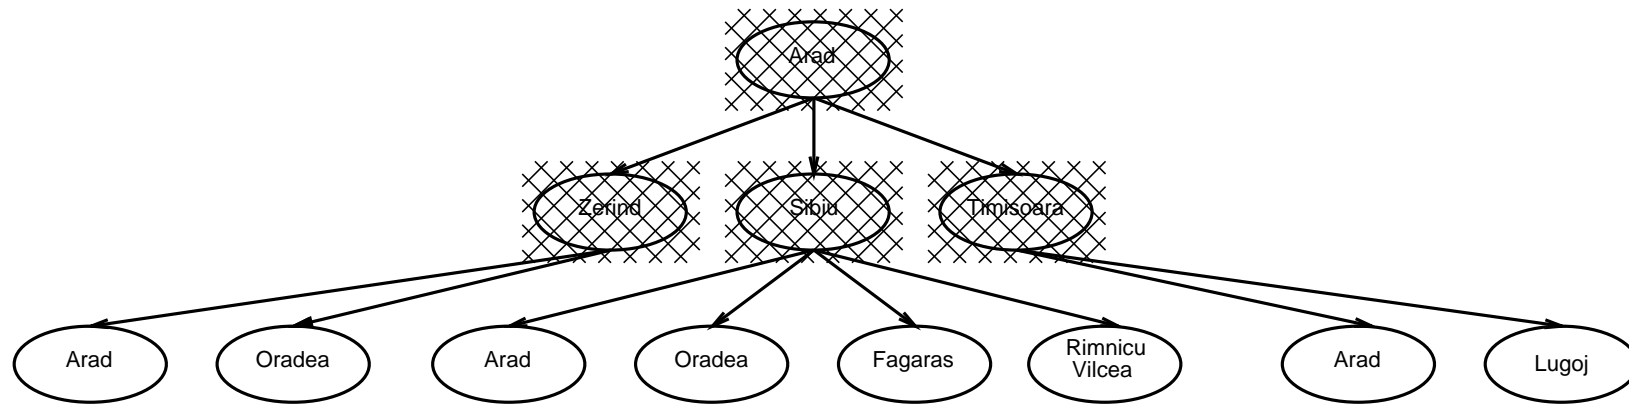 Arad
Zerind
Sibiu
Timisoara
Arad
Oradea
Arad
Oradea
Fagaras
Rimnicu
Vilcea
Arad
Lugoj